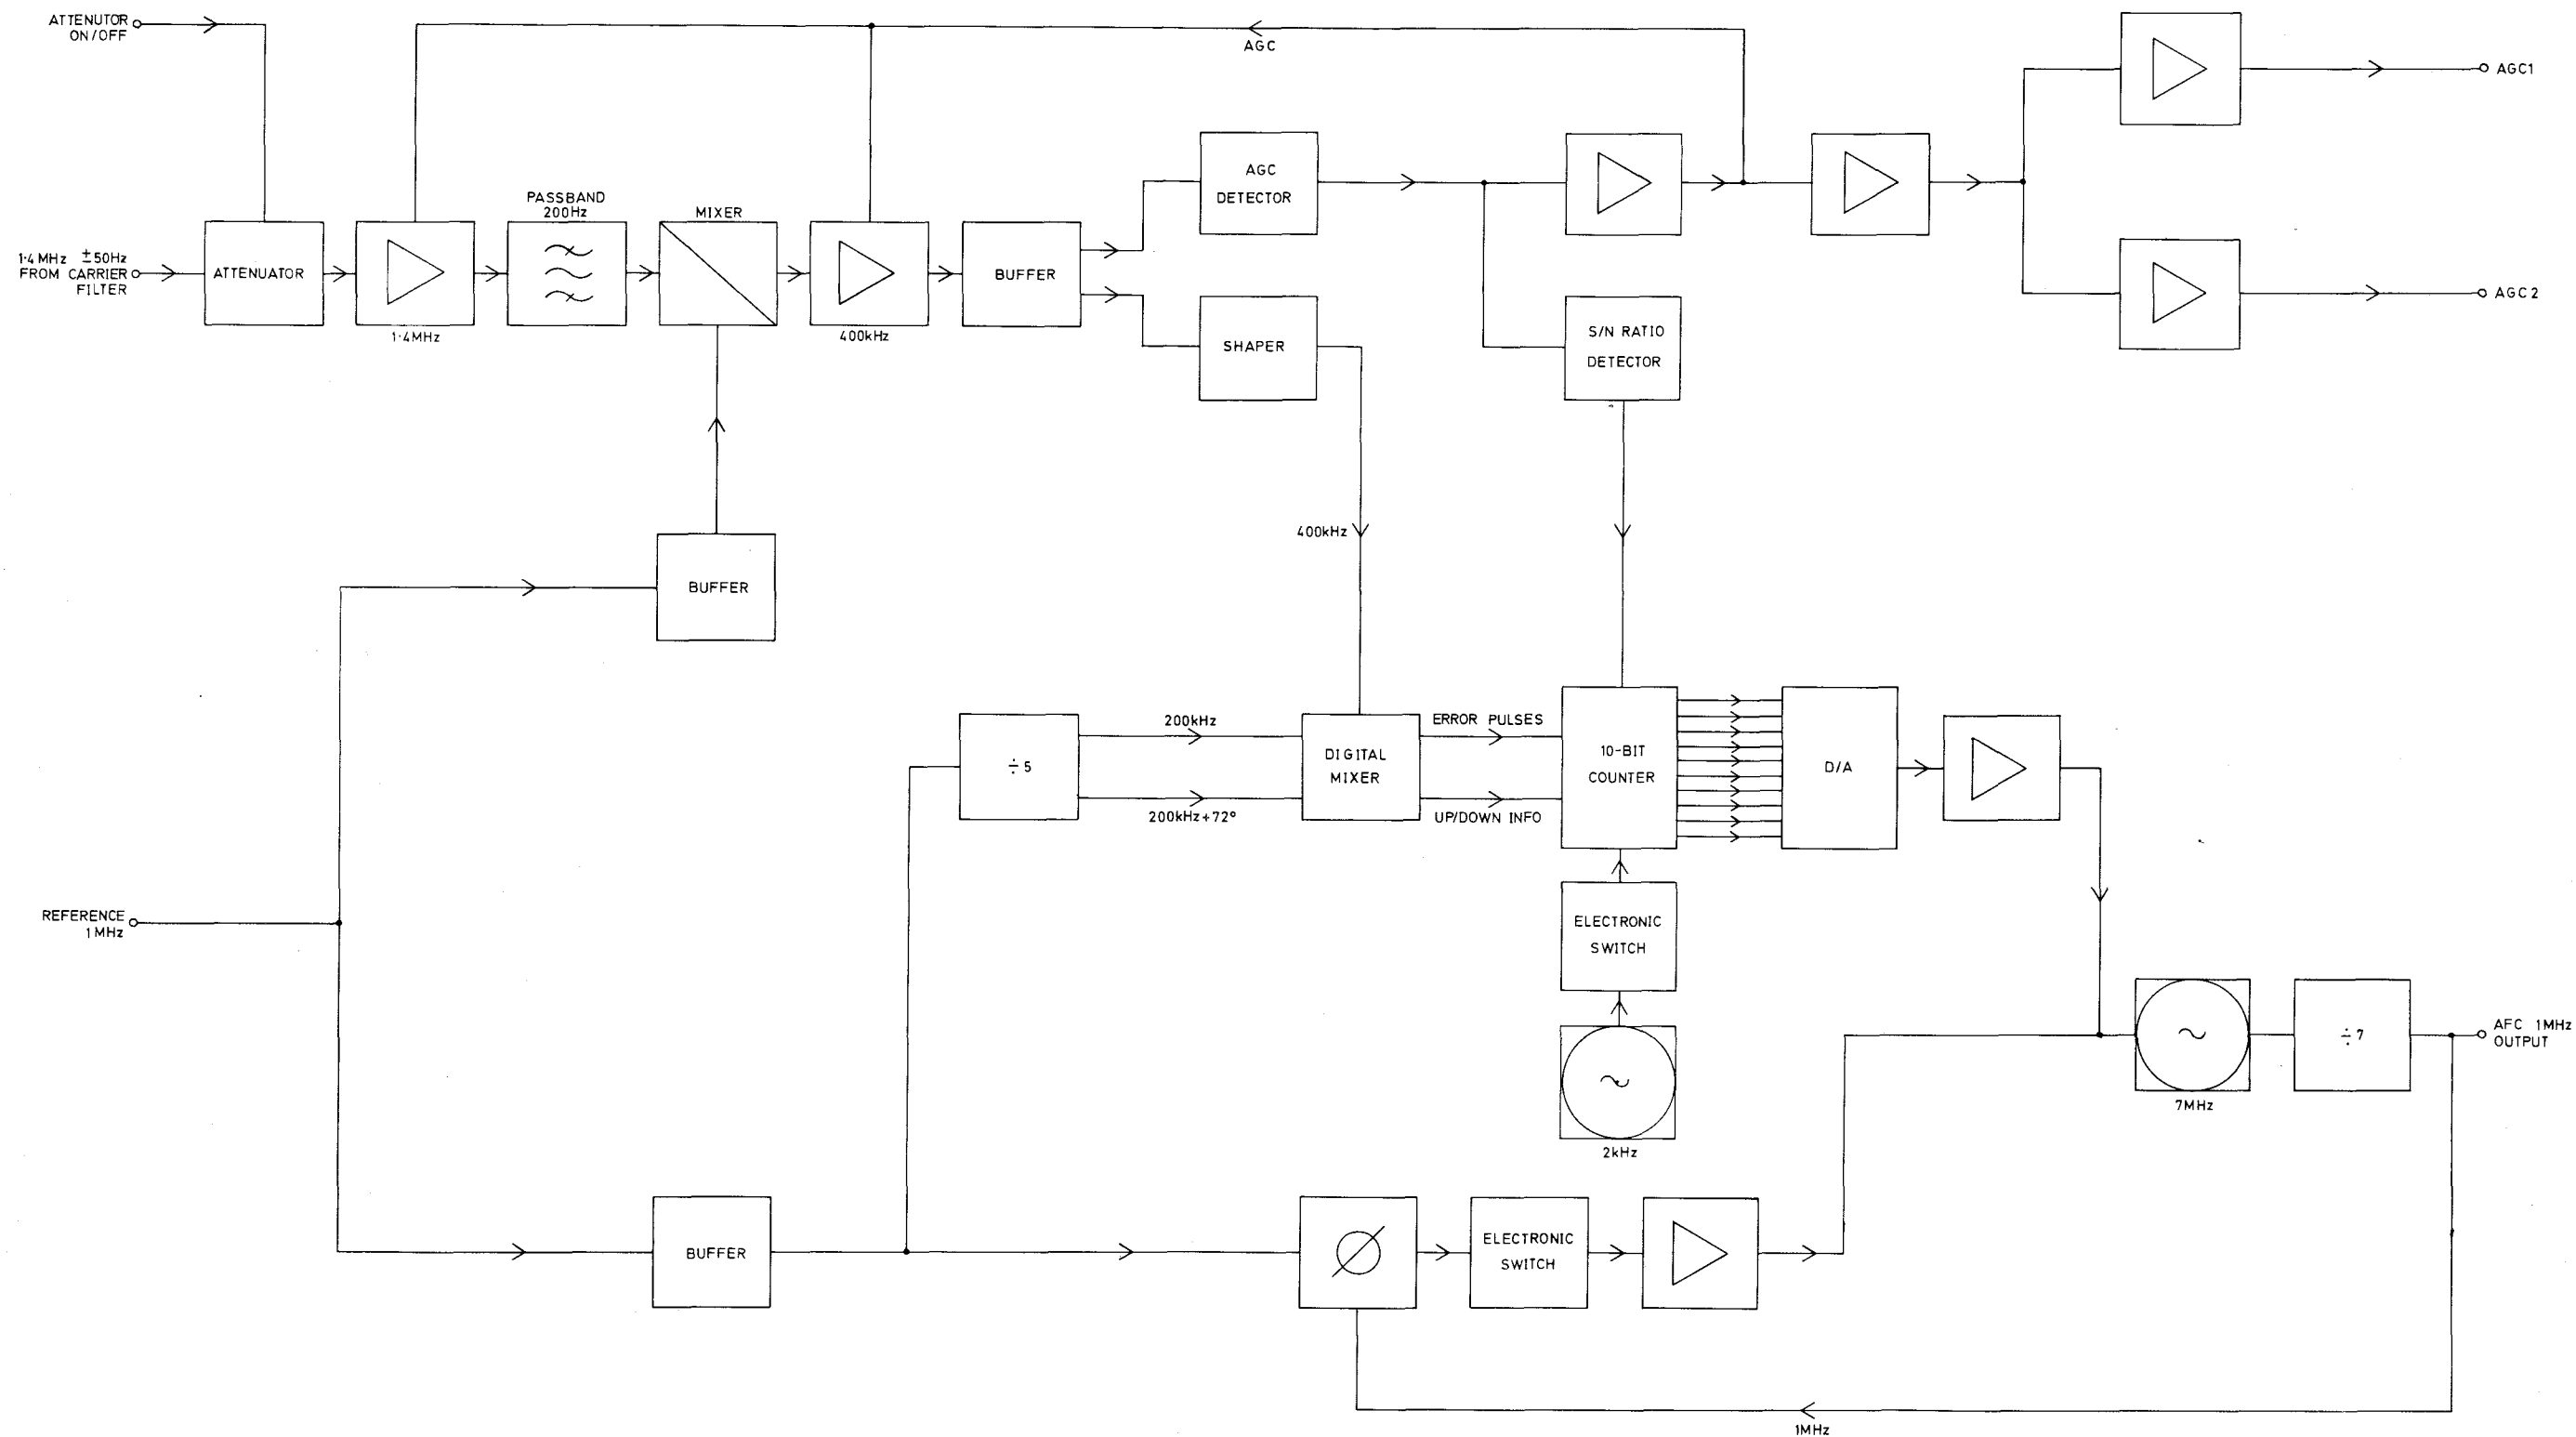 ATTENUTOR
ON/OFF
AGC
AGC1
AGC
DETECTOR
PASSBAND
200Hz
MIXER
1·4MHz ±50Hz
FROM CARRIER
FILTER
ATTENUATOR
BUFFER
AGC2
1·4MHz
400kHz
SHAPER
S/N RATIO
DETECTOR
400kHz
BUFFER
÷5
200kHz
200kHz+72°
DIGITAL
MIXER
ERROR PULSES
UP/DOWN INFO
10-BIT
COUNTER
D/A
REFERENCE
1MHz
ELECTRONIC
SWITCH
2kHz
7MHz
÷7
AFC 1MHz
OUTPUT
BUFFER
ELECTRONIC
SWITCH
1MHz